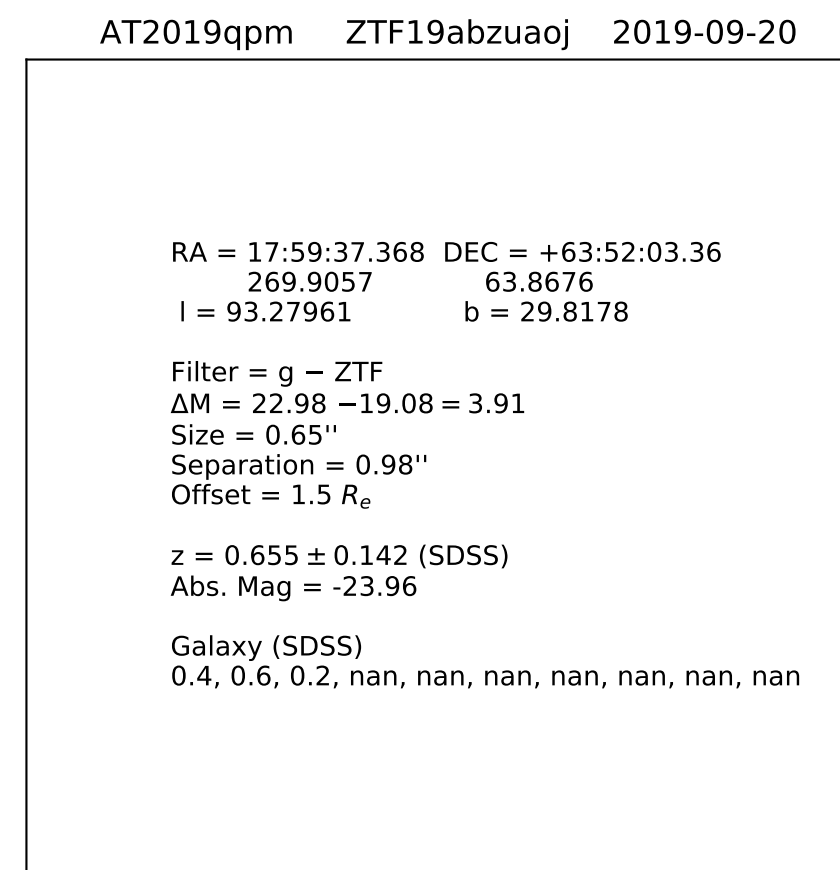 AT2019qpm ZTF19abzuaoj 2019-09-20
RA = 17:59:37.368 DEC = +63:52:03.36
269.9057 63.8676
l = 93.27961 b = 29.8178
Filter = g − ZTF
ΔM = 22.98 −19.08 = 3.91
Size = 0.65''
Separation = 0.98''
Offset = 1.5 Re
z = 0.655 ± 0.142 (SDSS)
Abs. Mag = -23.96
Galaxy (SDSS)
0.4, 0.6, 0.2, nan, nan, nan, nan, nan, nan, nan